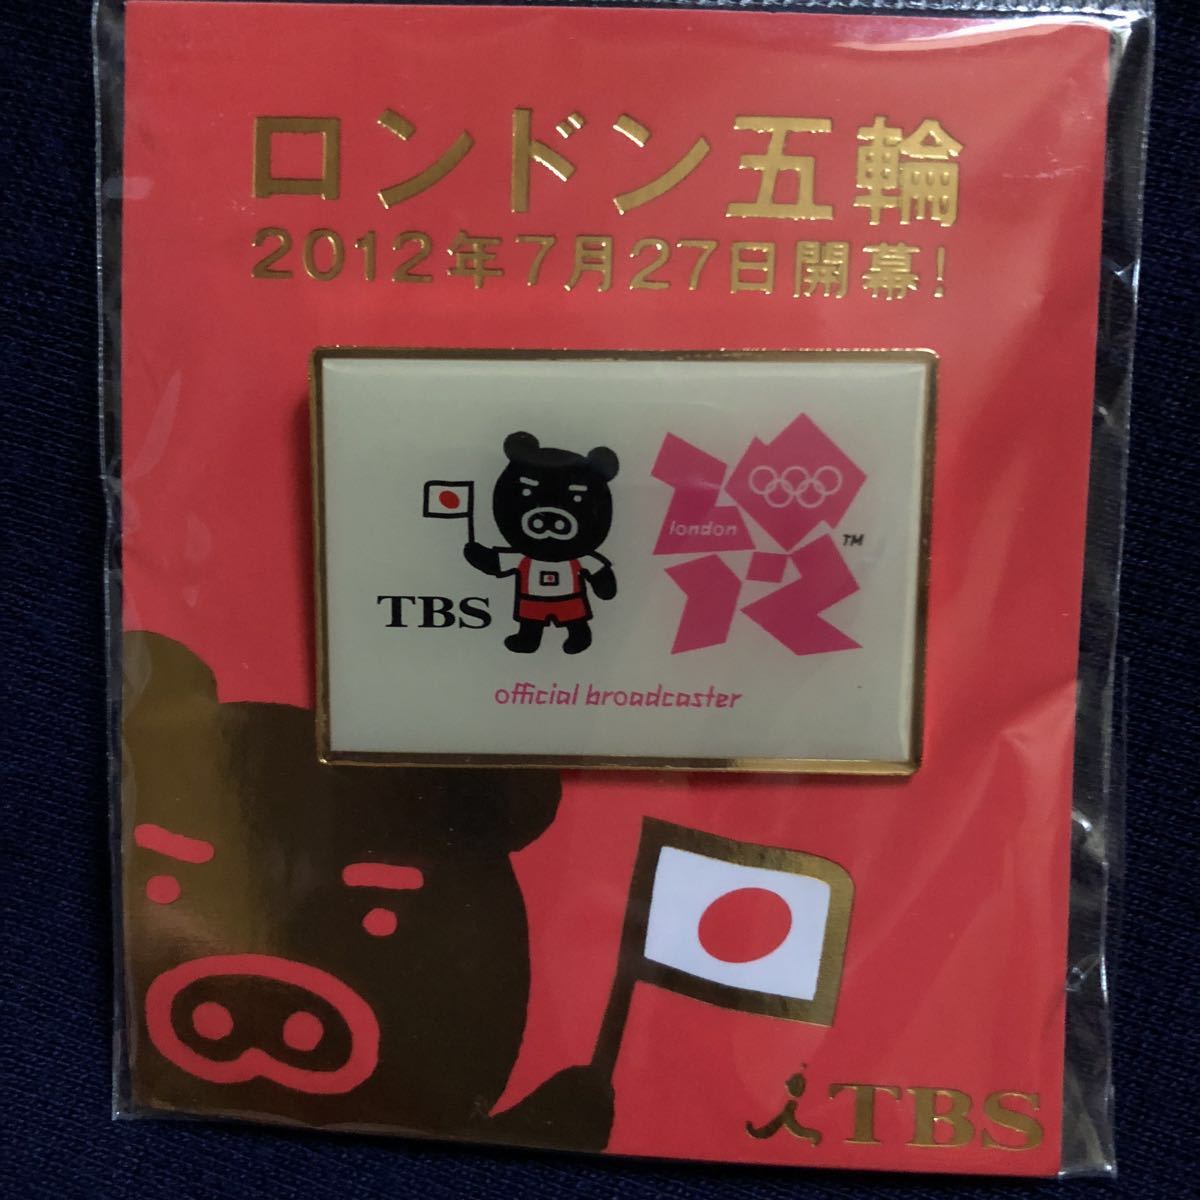 ロンドン五輪
2012年7月27日開幕!
london
TM
TBS
official broadcaster
TBS